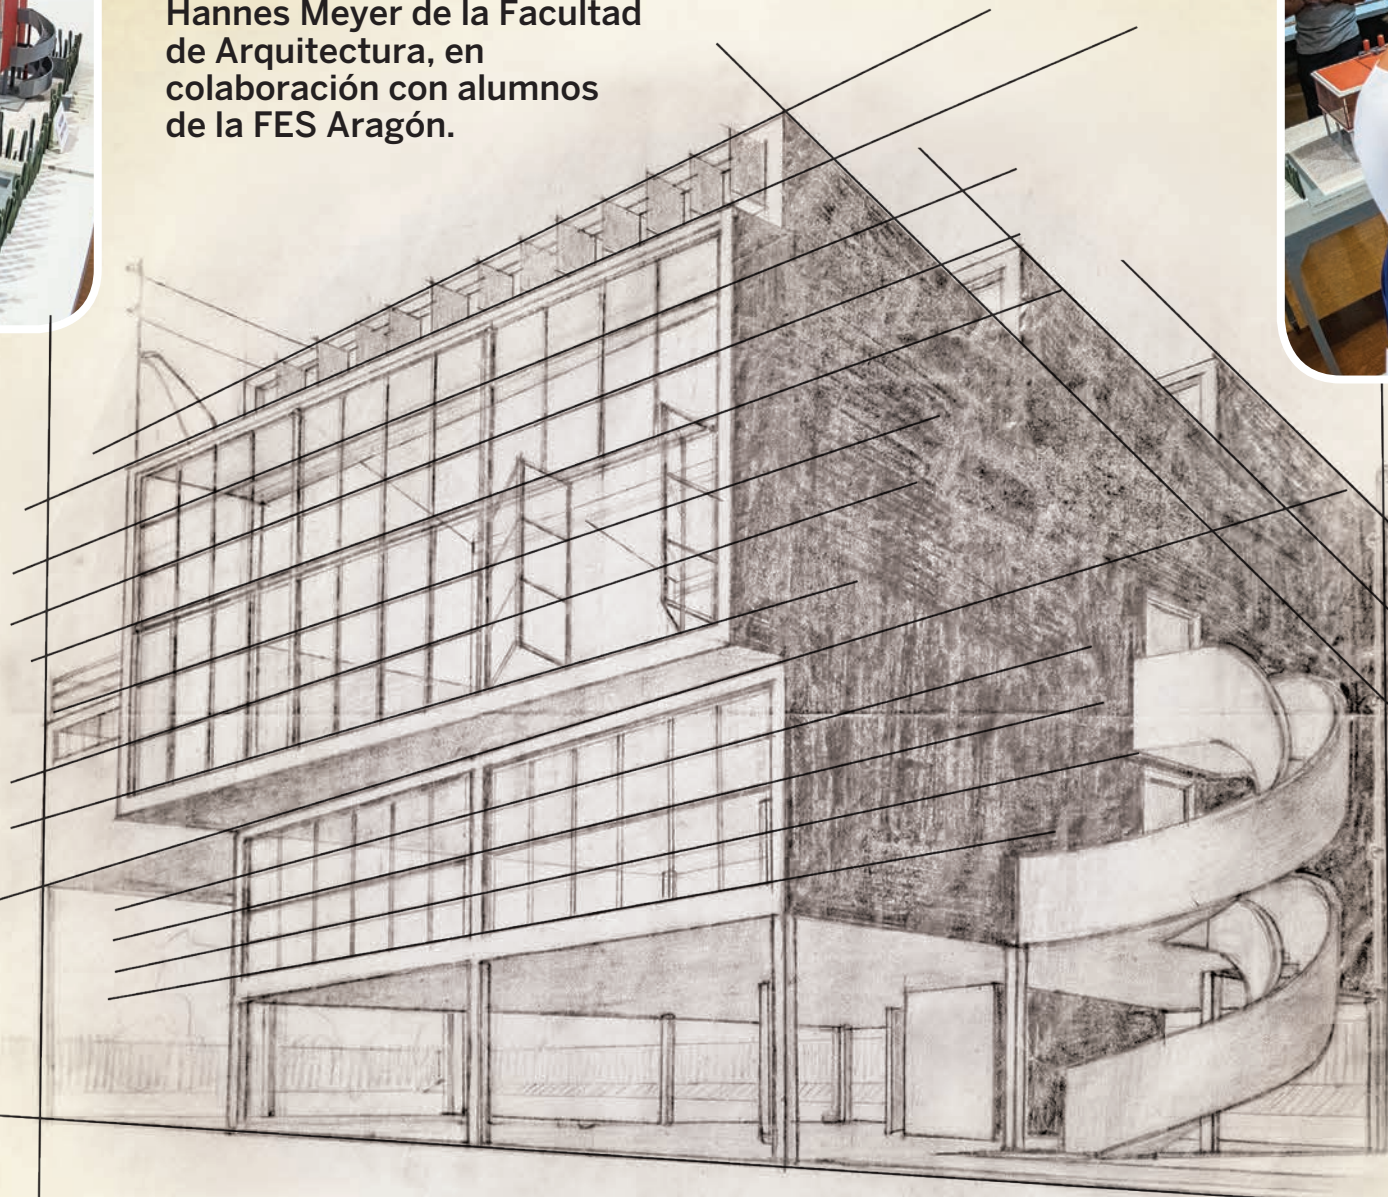 Hannes Meyer de la Facultad
de Arquitectura, en
colaboración con alumnos
de la FES Aragón.